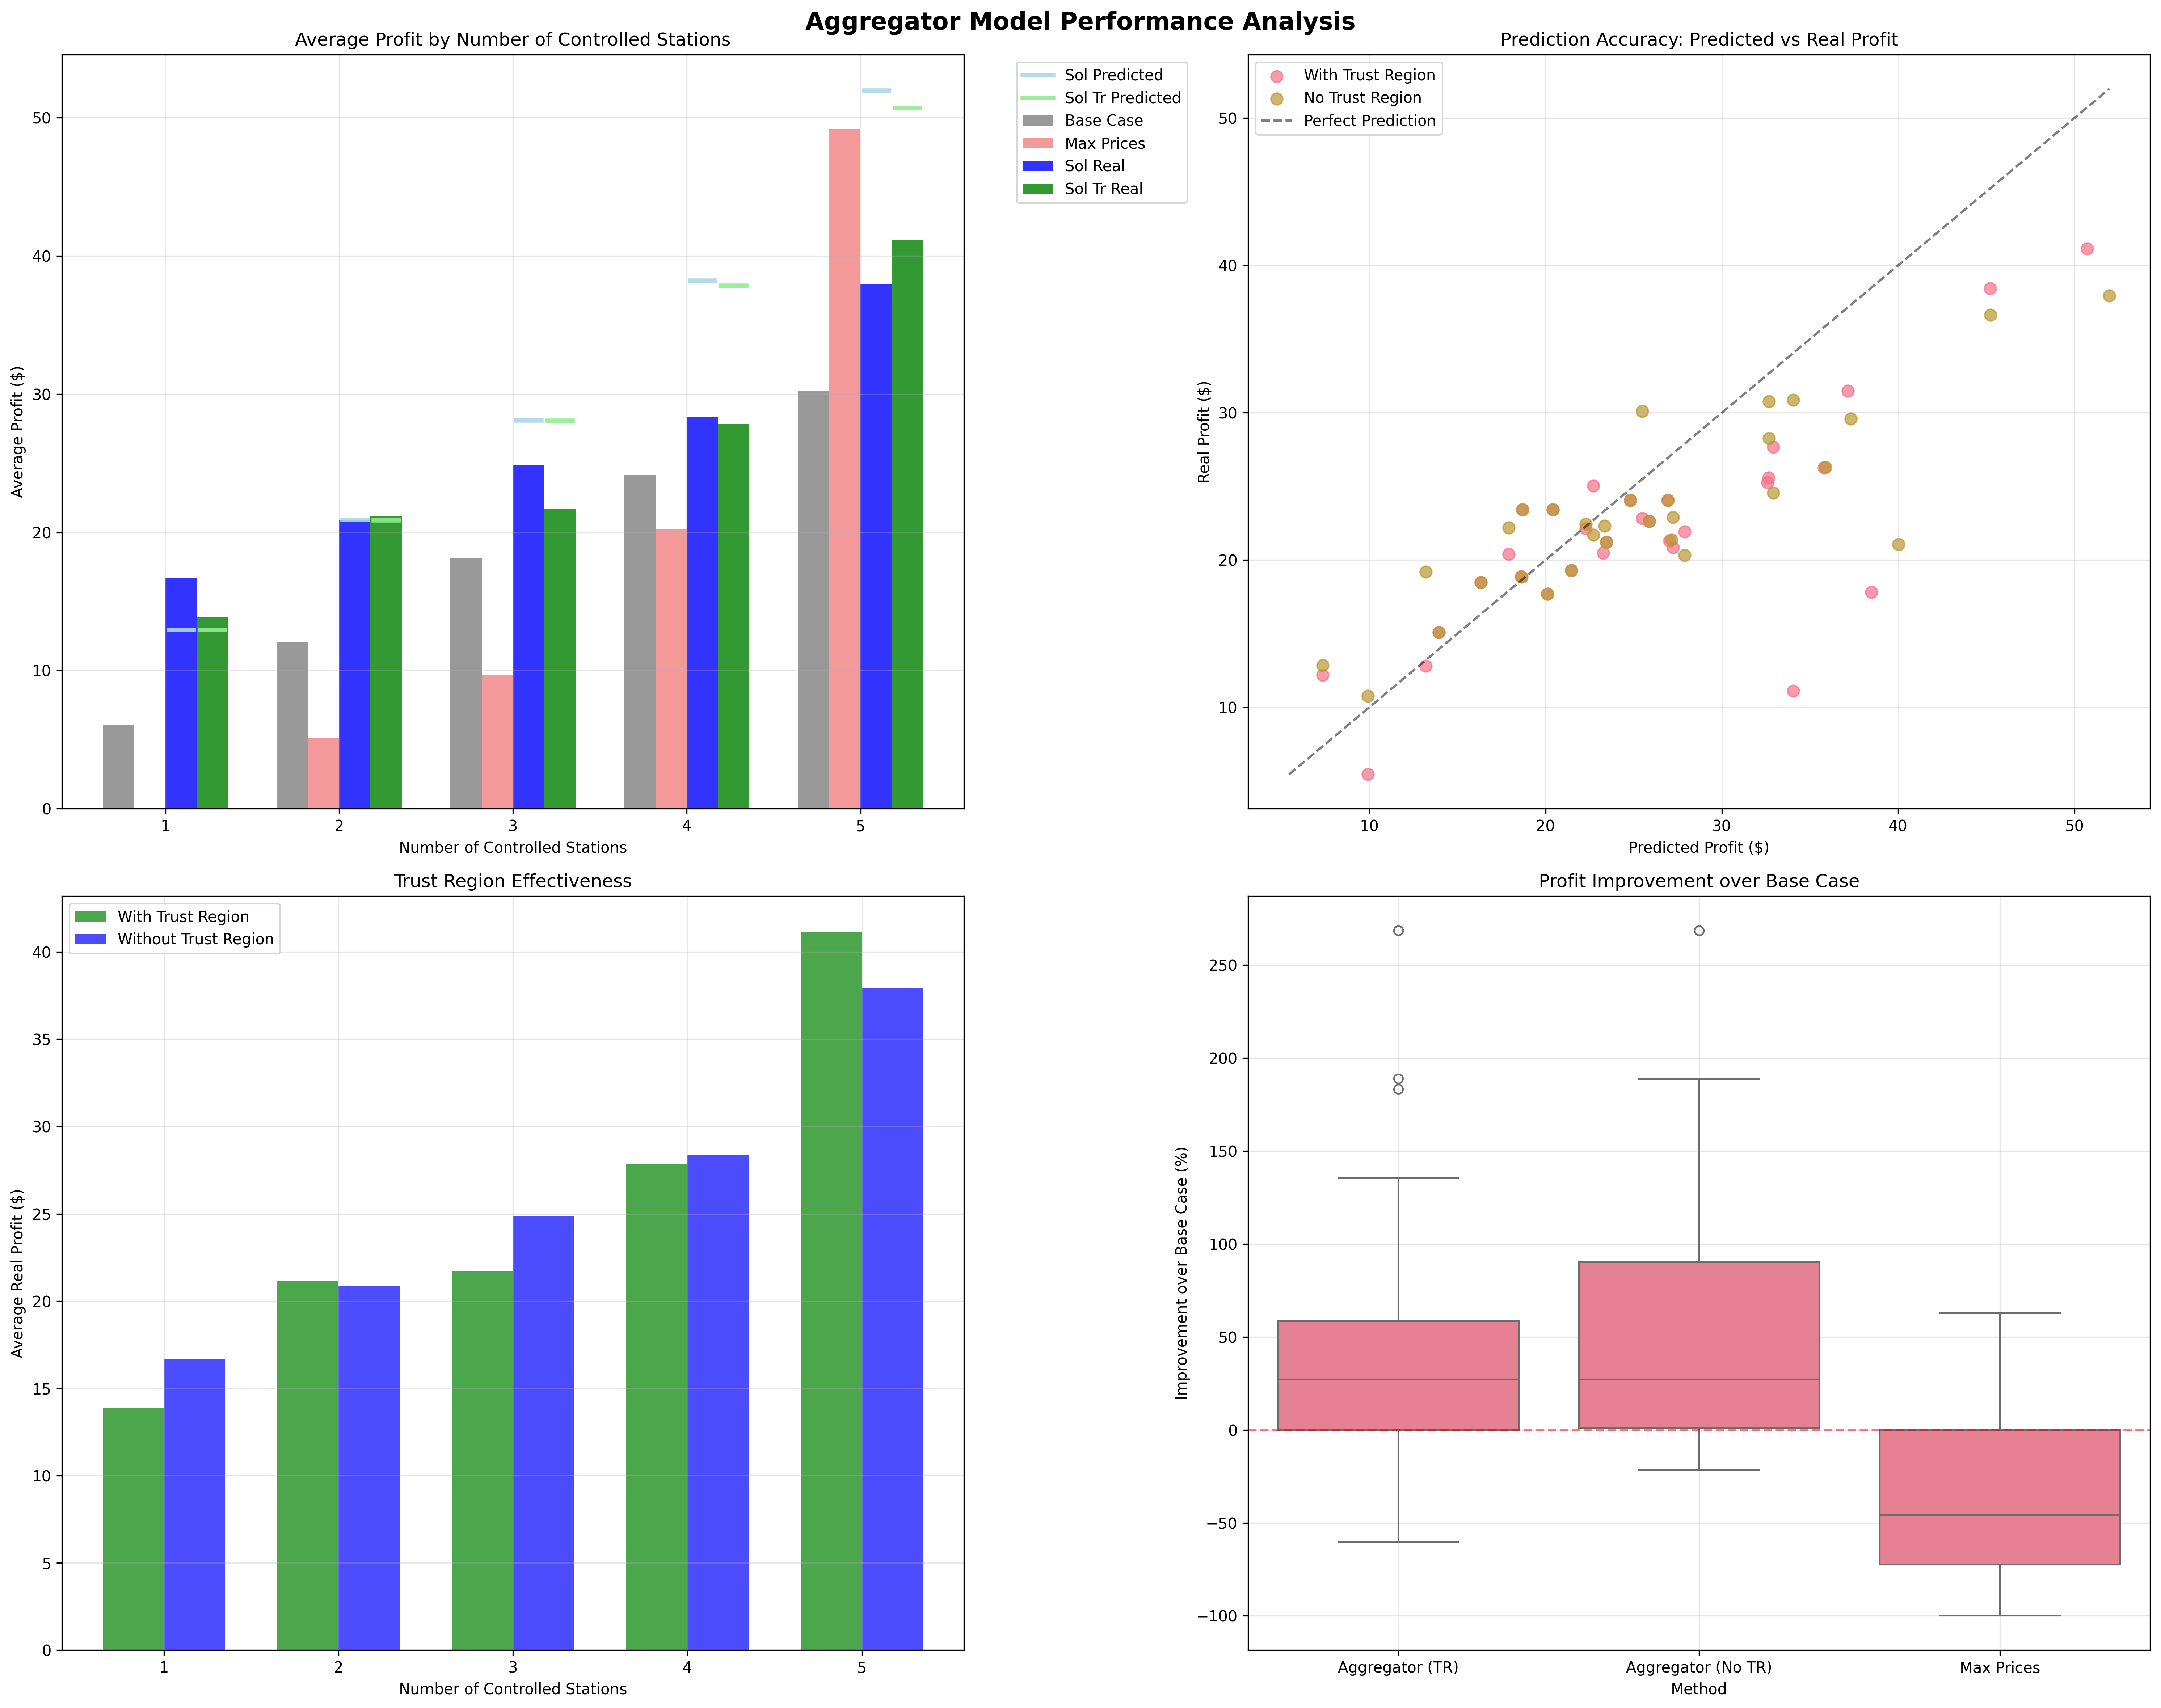 Aggregator Model Performance Analysis
Average Profit by Number of Controlled Stations
Average Profit ($)
50
40
30
20
10
0
1 2 3 4 5
Number of Controlled Stations
Sol Predicted
Sol Tr Predicted
Base Case
Max Prices
Sol Real
Sol Tr Real
Prediction Accuracy: Predicted vs Real Profit
With Trust Region
No Trust Region
Perfect Prediction
Real Profit ($)
50
40
30
20
10
10 20 30 40 50
Predicted Profit ($)
Trust Region Effectiveness
With Trust Region
Without Trust Region
Average Real Profit ($)
40
35
30
25
20
15
10
5
0
1 2 3 4 5
Number of Controlled Stations
Profit Improvement over Base Case
Improvement over Base Case (%)
250
200
150
100
50
0
−50
−100
Aggregator (TR) Aggregator (No TR) Max Prices
Method